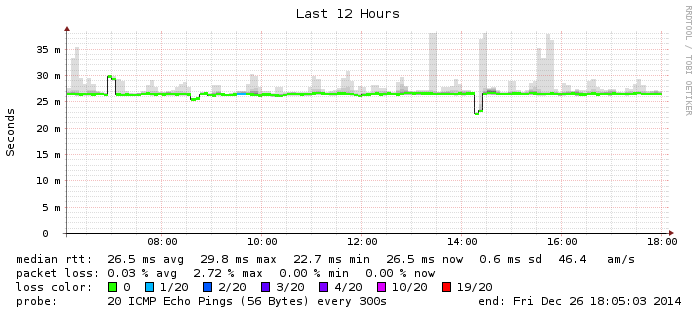 Last 12 Hours
RRDTOOL / TOBI OETIKER
Seconds
35 m
30 m
25 m
20 m
15 m
10 m
5 m
0
08:00 10:00 12:00 14:00 16:00 18:00
median rtt: 26.5 ms avg 29.8 ms max 22.7 ms min 26.5 ms now 0.6 ms sd 46.4 am/s
packet loss: 0.03 % avg 2.72 % max 0.00 % min 0.00 % now
loss color: 0 1/20 2/20 3/20 4/20 10/20 19/20
probe: 20 ICMP Echo Pings (56 Bytes) every 300s end: Fri Dec 26 18:05:03 2014